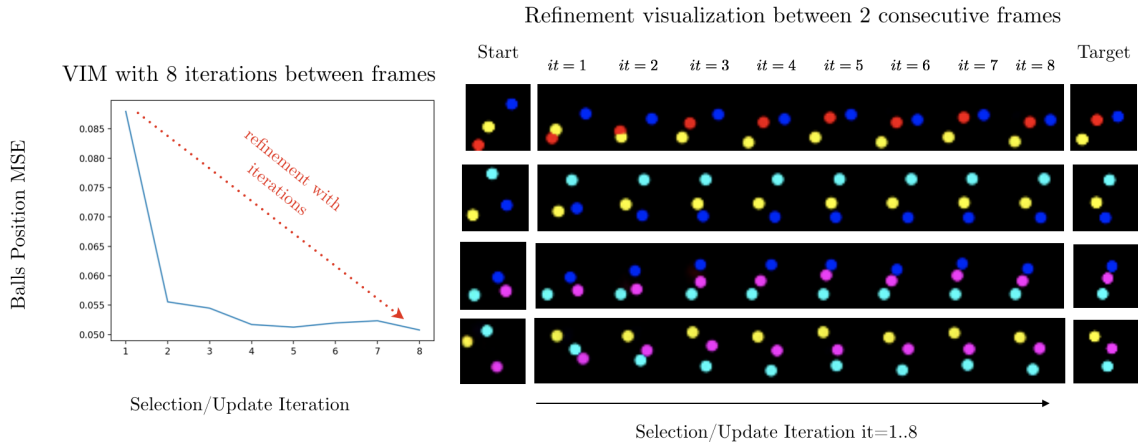 Refinement visualization between 2 consecutive frames
Start
it = 1
it = 2
it = 3
it = 4
it = 5
it = 6
it = 7
it = 8
Target
VIM with 8 iterations between frames
Balls Position MSE
0.085
0.080
0.075
0.070
0.065
0.060
0.055
0.050
refinement with
iterations
1 2 3 4 5 6 7 8
Selection/Update Iteration
Selection/Update Iteration it=1..8